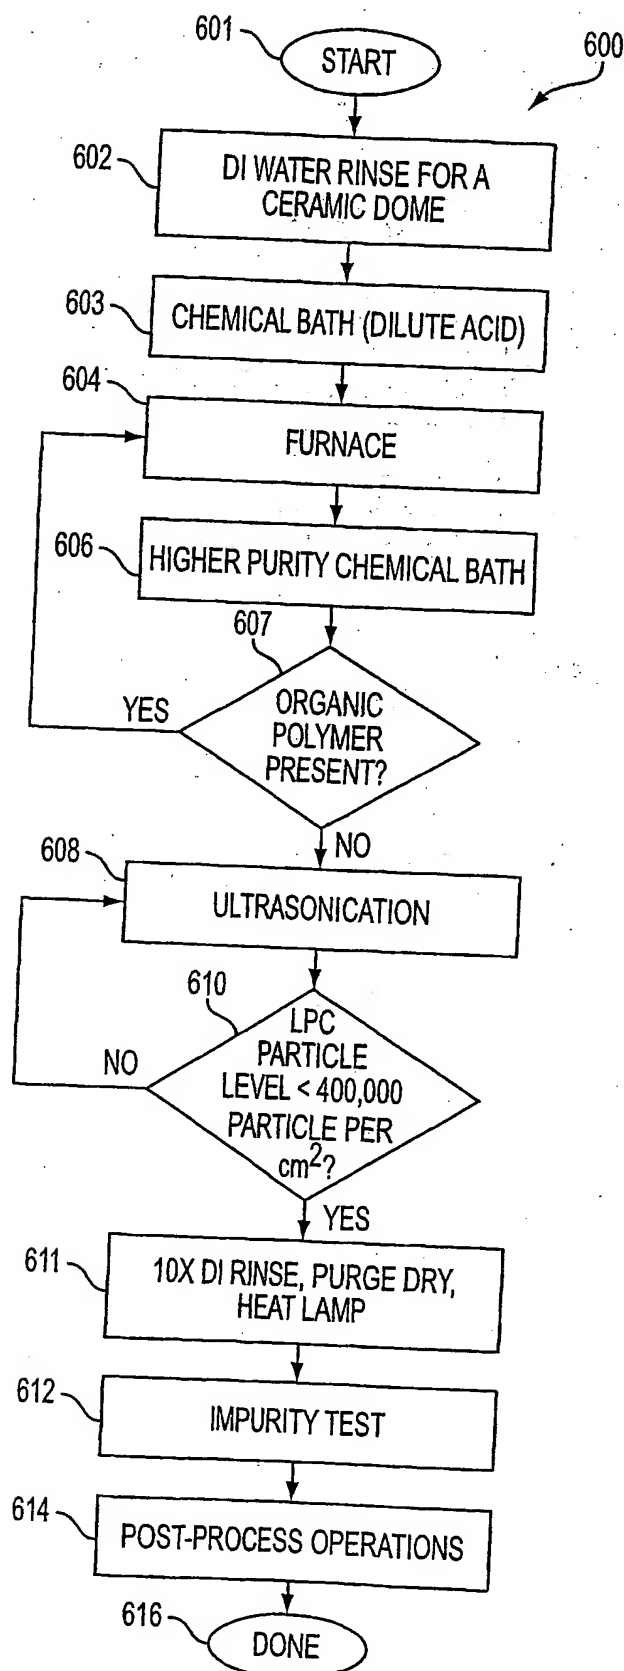 601
START
600
602
DI WATER RINSE FOR A
CERAMIC DOME
603
CHEMICAL BATH (DILUTE ACID)
604
FURNACE
606
HIGHER PURITY CHEMICAL BATH
607
YES
ORGANIC
POLYMER
PRESENT?
NO
608
ULTRASONICATION
610
NO
LPC
PARTICLE
LEVEL < 400,000
PARTICLE PER
cm²?
YES
611
10X DI RINSE, PURGE DRY,
HEAT LAMP
612
IMPURITY TEST
614
POST-PROCESS OPERATIONS
616
DONE